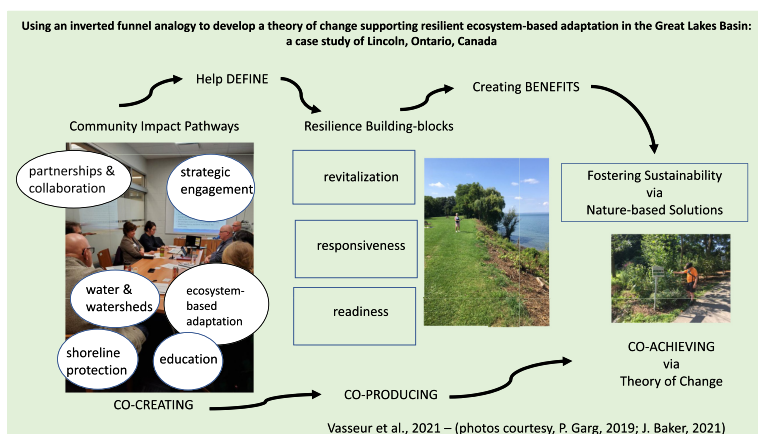 Using an inverted funnel analogy to develop a theory of change supporting resilient ecosystem-based adaptation in the Great Lakes Basin:
a case study of Lincoln, Ontario, Canada
Help DEFINE
Creating BENEFITS
Community Impact Pathways
Resilience Building-blocks
partnerships &
collaboration
strategic
engagement
water &
watersheds
ecosystem-
based
adaptation
shoreline
protection
education
revitalization
responsiveness
readiness
Fostering Sustainability
via
Nature-based Solutions
CO-CREATING
CO-PRODUCING
CO-ACHIEVING
via
Theory of Change
Vasseur et al., 2021 – (photos courtesy, P. Garg, 2019; J. Baker, 2021)